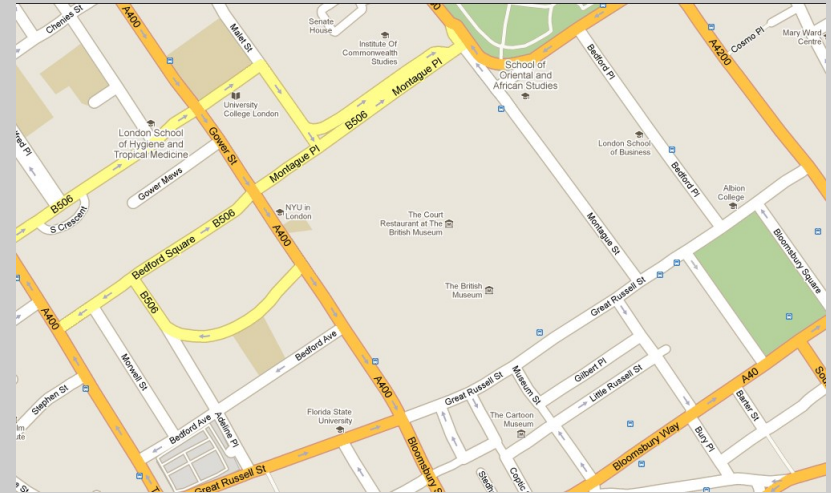 Chenies St
A400
Malet St
Senate
House
Institute Of
Commonwealth
Studies
A4200
Cosmo Pl
Mary Ward
Centre
Bedford Pl
School of
Oriental and
African Studies
Montague Pl
B506
University
College London
London School
of Hygiene and
Tropical Medicine
Gower St
Montague Pl
London School
of Business
Bedford Pl
Gower Mews
B506
S Crescent
B506
NYU in
London
A400
The Court
Restaurant at The
British Museum
Albion
College
Montague St
Bloomsbury Square
Bedford Square
B506
The British
Museum
Great Russell St
A400
Bedford Ave
Morwell St
Stephen St
A400
Great Russell St
Museum St
Gilbert Pl
Little Russell St
A40
Barter St
Florida State
University
Bedford Ave
Adeline Pl
The Cartoon
Museum
Bloomsbury Way
Bury Pl
Great Russell St
Bloomsbury S
Coptic